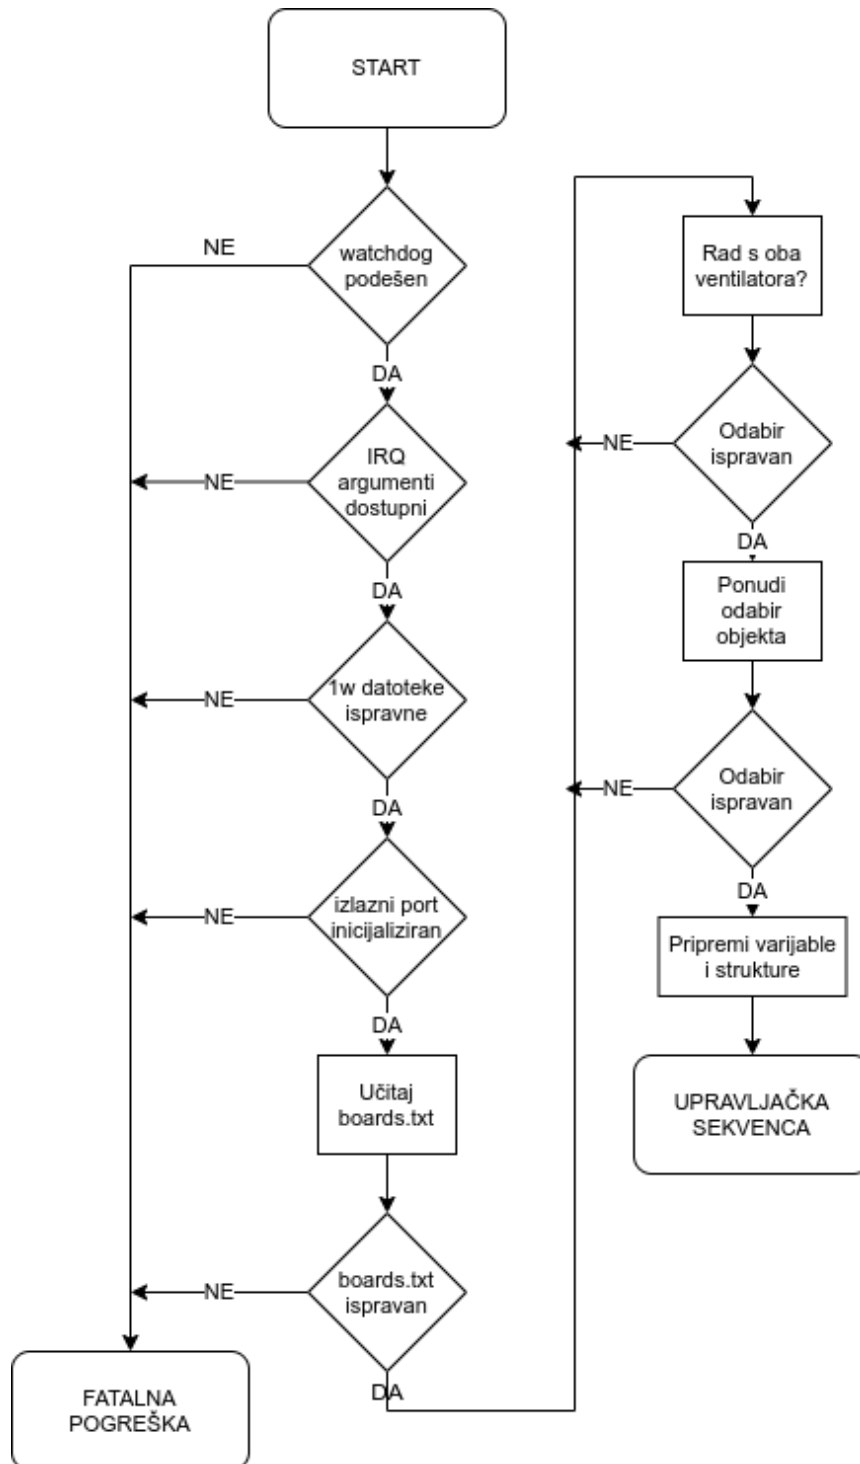 START
NE
watchdog
podešen
DA
NE
IRQ
argumenti
dostupni
DA
NE
1w datoteke
ispravne
DA
NE
izlazni port
inicijaliziran
DA
Učitaj
boards.txt
NE
boards.txt
ispravan
DA
FATALNA
POGREŠKA
Rad s oba
ventilatora?
NE
Odabir
ispravan
DA
Ponudi
odabir
objekta
NE
Odabir
ispravan
DA
Pripremi varijable
i strukture
UPRAVLJAČKA
SEKVENCA